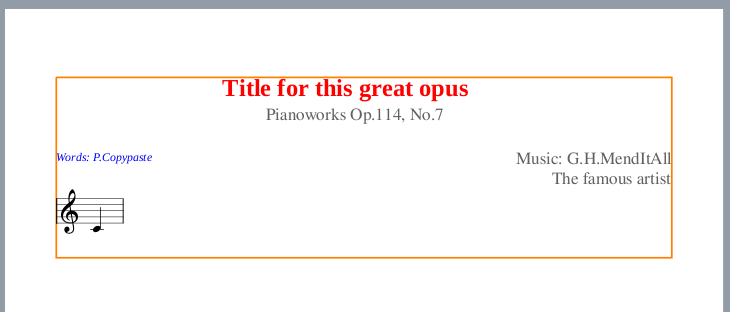 Title for this great opus
Pianoworks Op.114, No.7
Words: P.Copypaste
Music: G.H.MendItAll
The famous artist